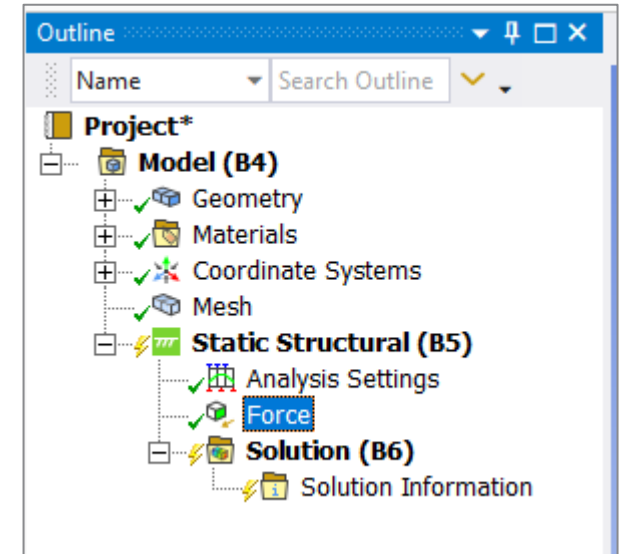 Outline
Name Search Outline
Project*
Model (B4)
Geometry
Materials
Coordinate Systems
Mesh
Static Structural (B5)
Analysis Settings
Force
Solution (B6)
Solution Information